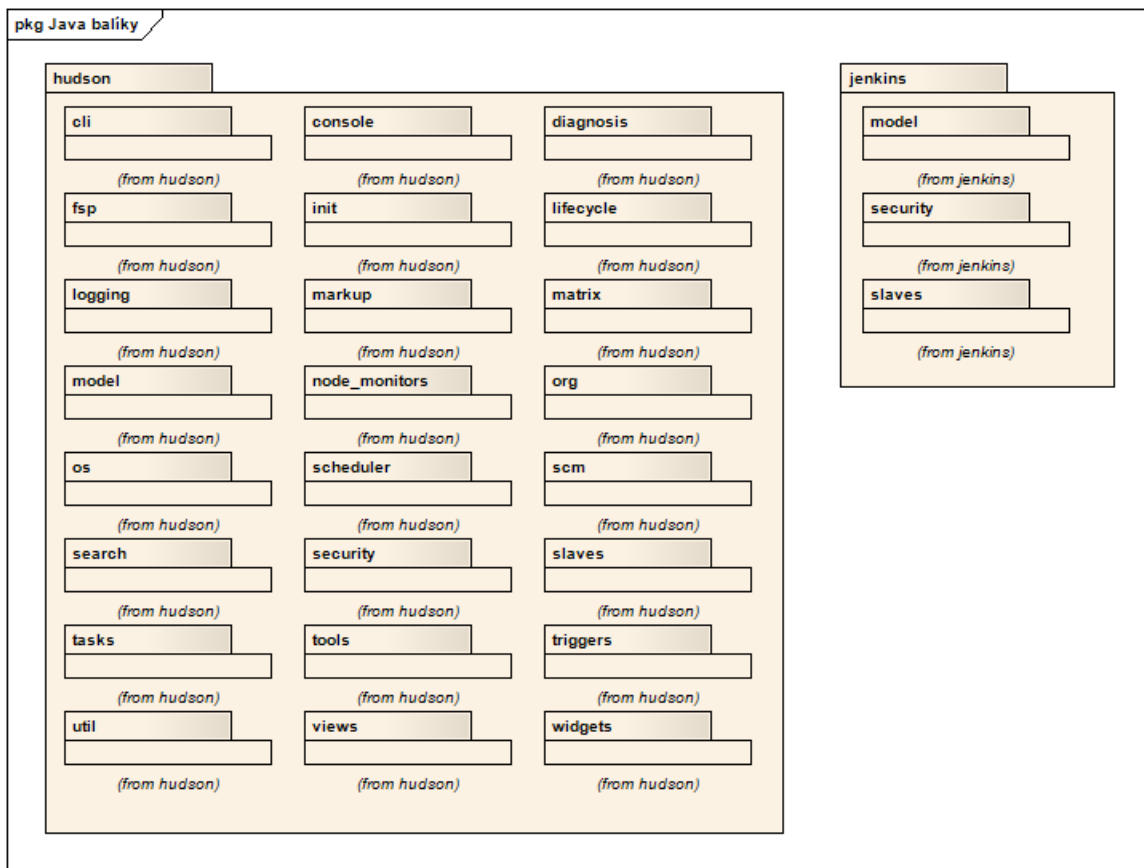 pkg Java balíky
hudson
cli console diagnosis
(from hudson) (from hudson) (from hudson)
fsp init lifecycle
(from hudson) (from hudson) (from hudson)
logging markup matrix
(from hudson) (from hudson) (from hudson)
model node_monitors org
(from hudson) (from hudson) (from hudson)
os scheduler scm
(from hudson) (from hudson) (from hudson)
search security slaves
(from hudson) (from hudson) (from hudson)
tasks tools triggers
(from hudson) (from hudson) (from hudson)
util views widgets
(from hudson) (from hudson) (from hudson)
jenkins
model
(from jenkins)
security
(from jenkins)
slaves
(from jenkins)